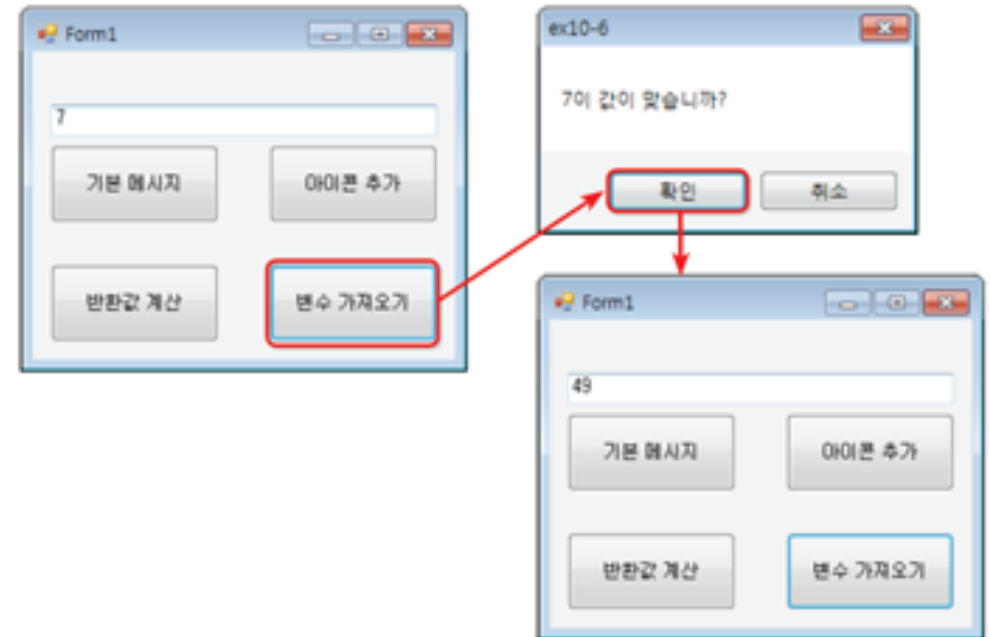 Form1
7
기본 메시지
아이콘 추가
반환값 계산
변수 가져오기
ex10-6
7이 값이 맞습니까?
확인
취소
Form1
49
기본 메시지
아이콘 추가
반환값 계산
변수 가져오기